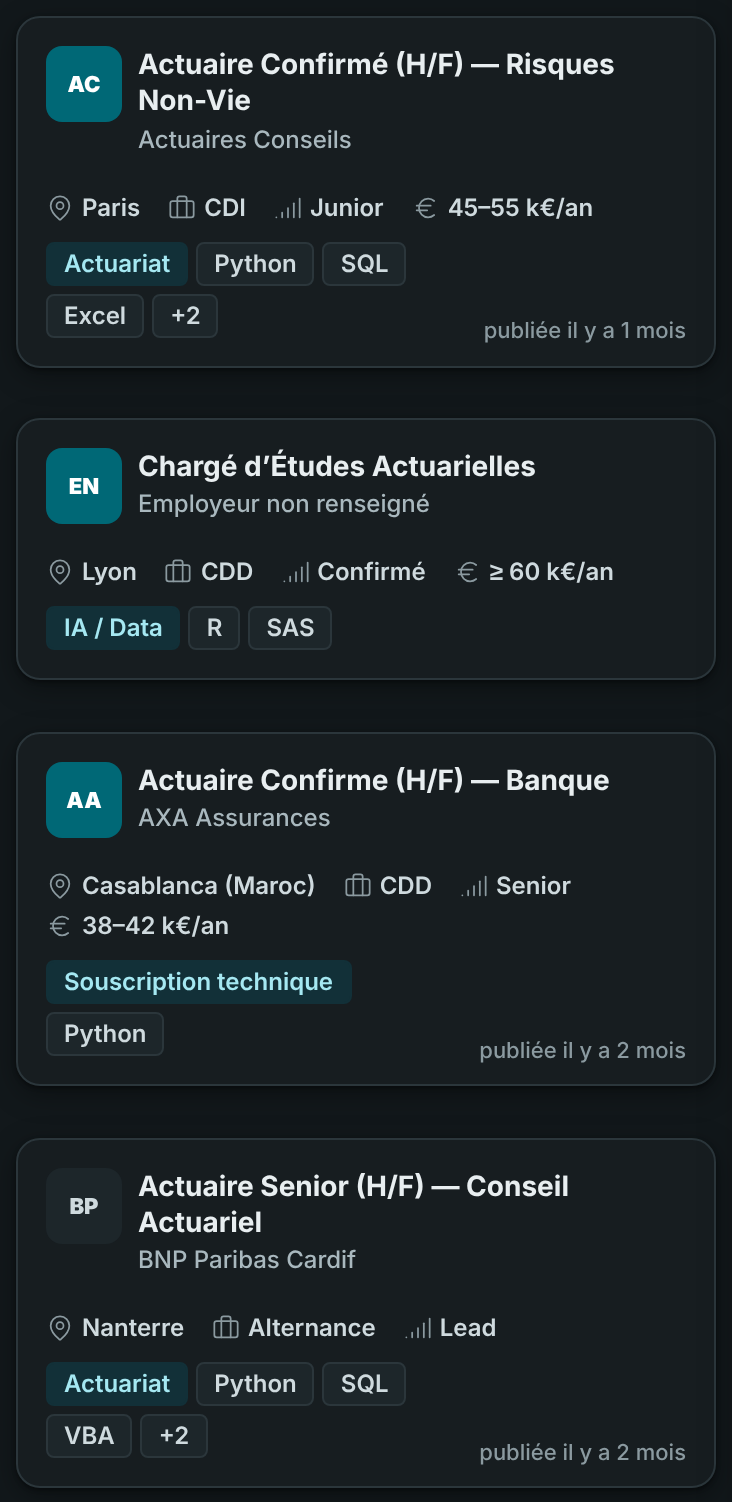 AC
Actuaire Confirmé (H/F) — Risques
Non-Vie
Actuaires Conseils
Paris CDI Junior € 45–55 k€/an
Actuariat Python SQL
Excel +2
publiée il y a 1 mois
EN
Chargé d’Études Actuarielles
Employeur non renseigné
Lyon CDD Confirmé € ≥ 60 k€/an
IA / Data R SAS
AA
Actuaire Confirme (H/F) — Banque
AXA Assurances
Casablanca (Maroc) CDD Senior
€ 38–42 k€/an
Souscription technique
Python
publiée il y a 2 mois
BP
Actuaire Senior (H/F) — Conseil
Actuariel
BNP Paribas Cardif
Nanterre Alternance Lead
Actuariat Python SQL
VBA +2
publiée il y a 2 mois